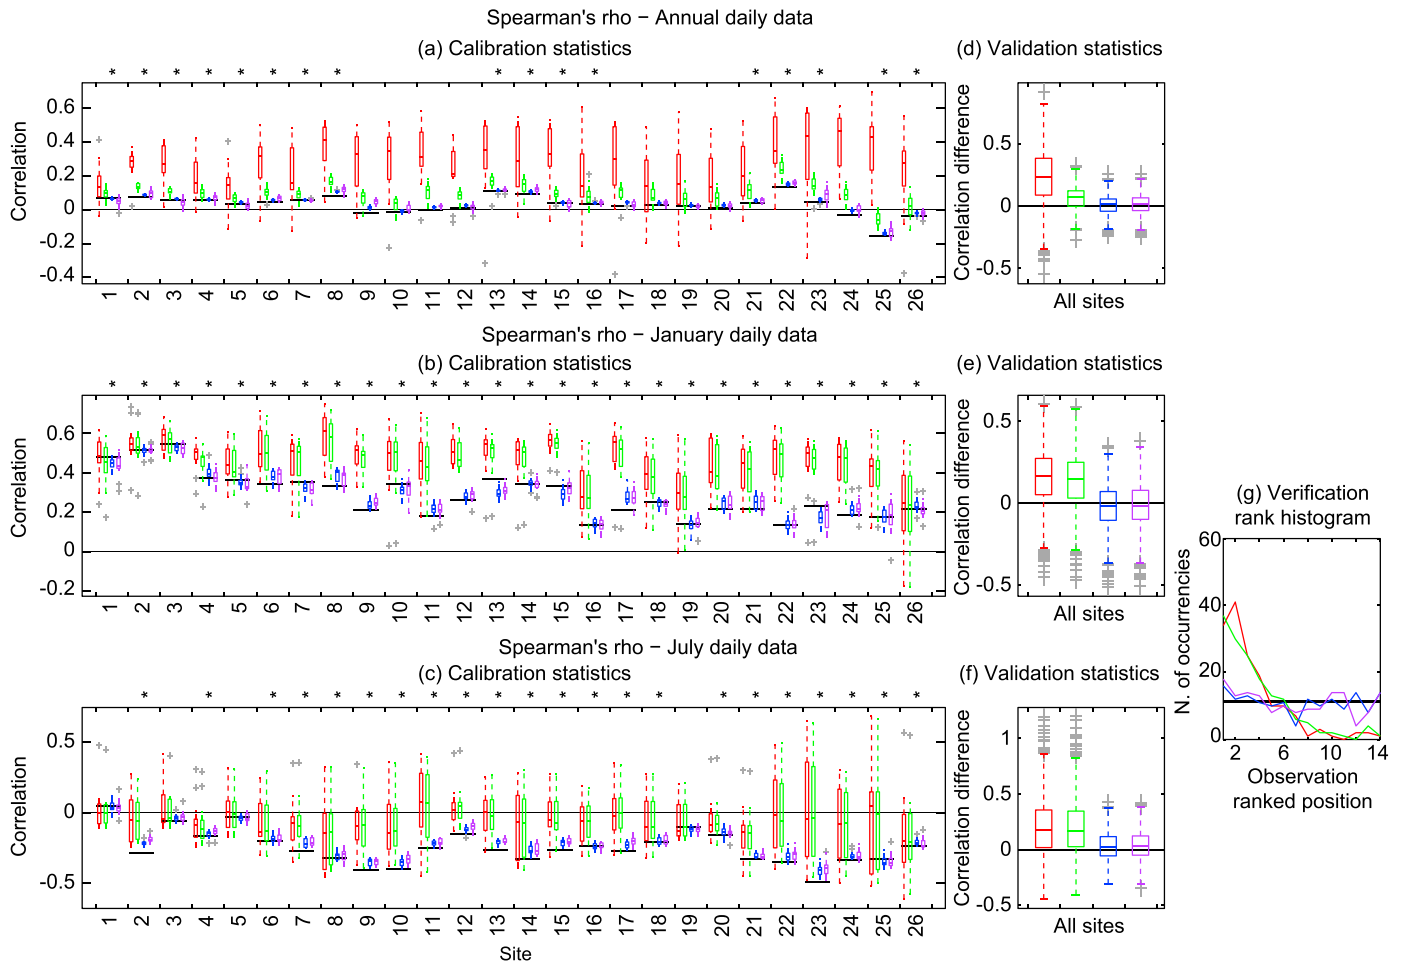 Spearman's rho − Annual daily data
(a) Calibration statistics
(d) Validation statistics
* * * * * * * * * * * * * * * * *
Correlation
0.6
0.4
0.2
0
-0.2
-0.4
1 2 3 4 5 6 7 8 9 10 11 12 13 14 15 16 17 18 19 20 21 22 23 24 25 26
Correlation difference
0.5
0
-0.5
All sites
Spearman's rho − January daily data
(b) Calibration statistics
(e) Validation statistics
* * * * * * * * * * * * * * * * * * * * * * * * * *
Correlation
0.6
0.4
0.2
0
-0.2
1 2 3 4 5 6 7 8 9 10 11 12 13 14 15 16 17 18 19 20 21 22 23 24 25 26
Correlation difference
0.5
0
-0.5
All sites
(g) Verification
rank histogram
N. of occurrencies
60
40
20
0
2 6 10 14
Observation
ranked position
Spearman's rho − July daily data
(c) Calibration statistics
(f) Validation statistics
* * * * * * * * * * * * * * * * * * * * * *
Correlation
0.5
0
-0.5
1 2 3 4 5 6 7 8 9 10 11 12 13 14 15 16 17 18 19 20 21 22 23 24 25 26
Site
Correlation difference
1
0.5
0
-0.5
All sites